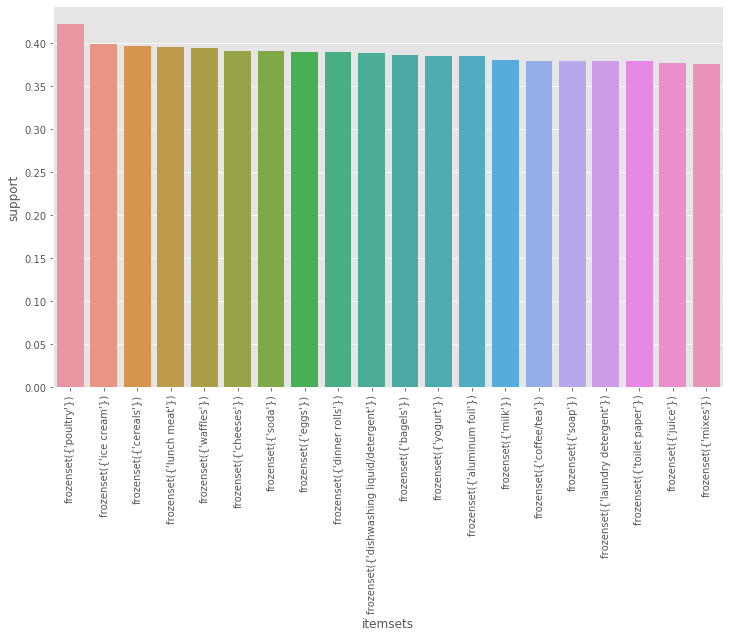 0.40
0.35
0.30
0.25
0.20
0.15
0.10
0.05
0.00
support
frozenset({'poultry'})
frozenset({'ice cream'})
frozenset({'cereals'})
frozenset({'lunch meat'})
frozenset({'waffles'})
frozenset({'cheeses'})
frozenset({'soda'})
frozenset({'eggs'})
frozenset({'dinner rolls'})
frozenset({'dishwashing liquid/detergent'})
frozenset({'bagels'})
frozenset({'yogurt'})
frozenset({'aluminum foil'})
frozenset({'milk'})
frozenset({'coffee/tea'})
frozenset({'soap'})
frozenset({'laundry detergent'})
frozenset({'toilet paper'})
frozenset({'juice'})
frozenset({'mixes'})
itemsets